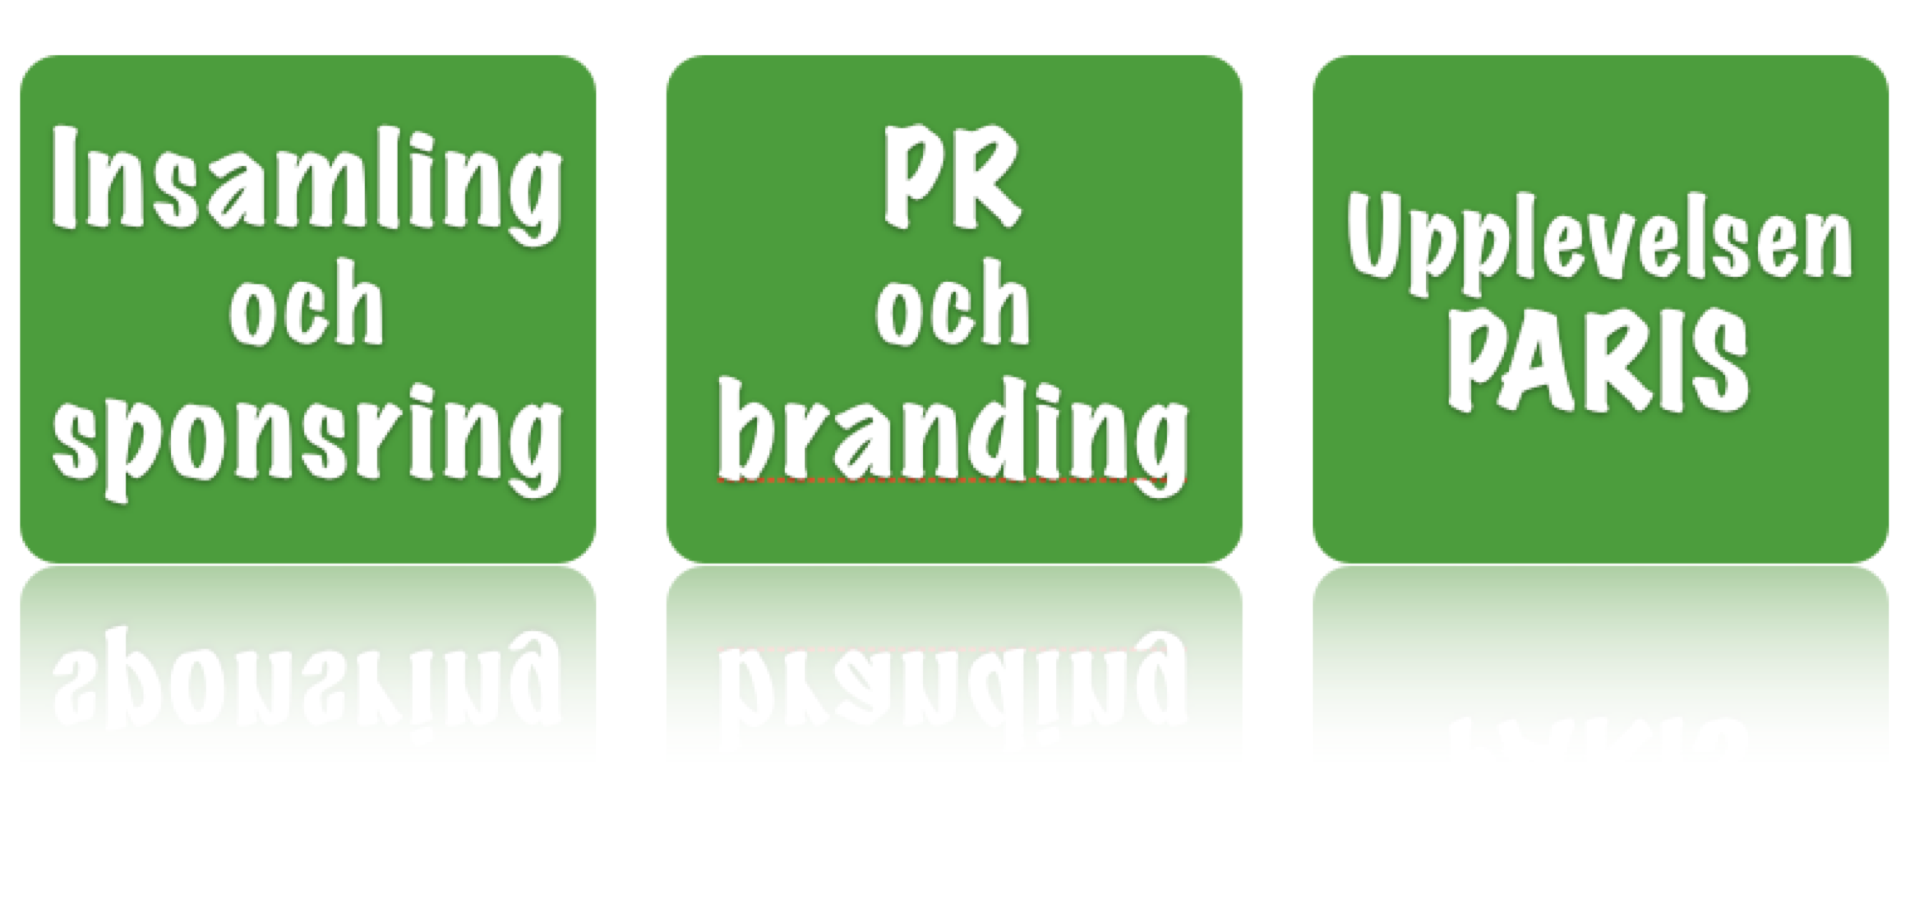 Insamling
och
sponsring
PR
och
branding
Upplevelsen
PARIS